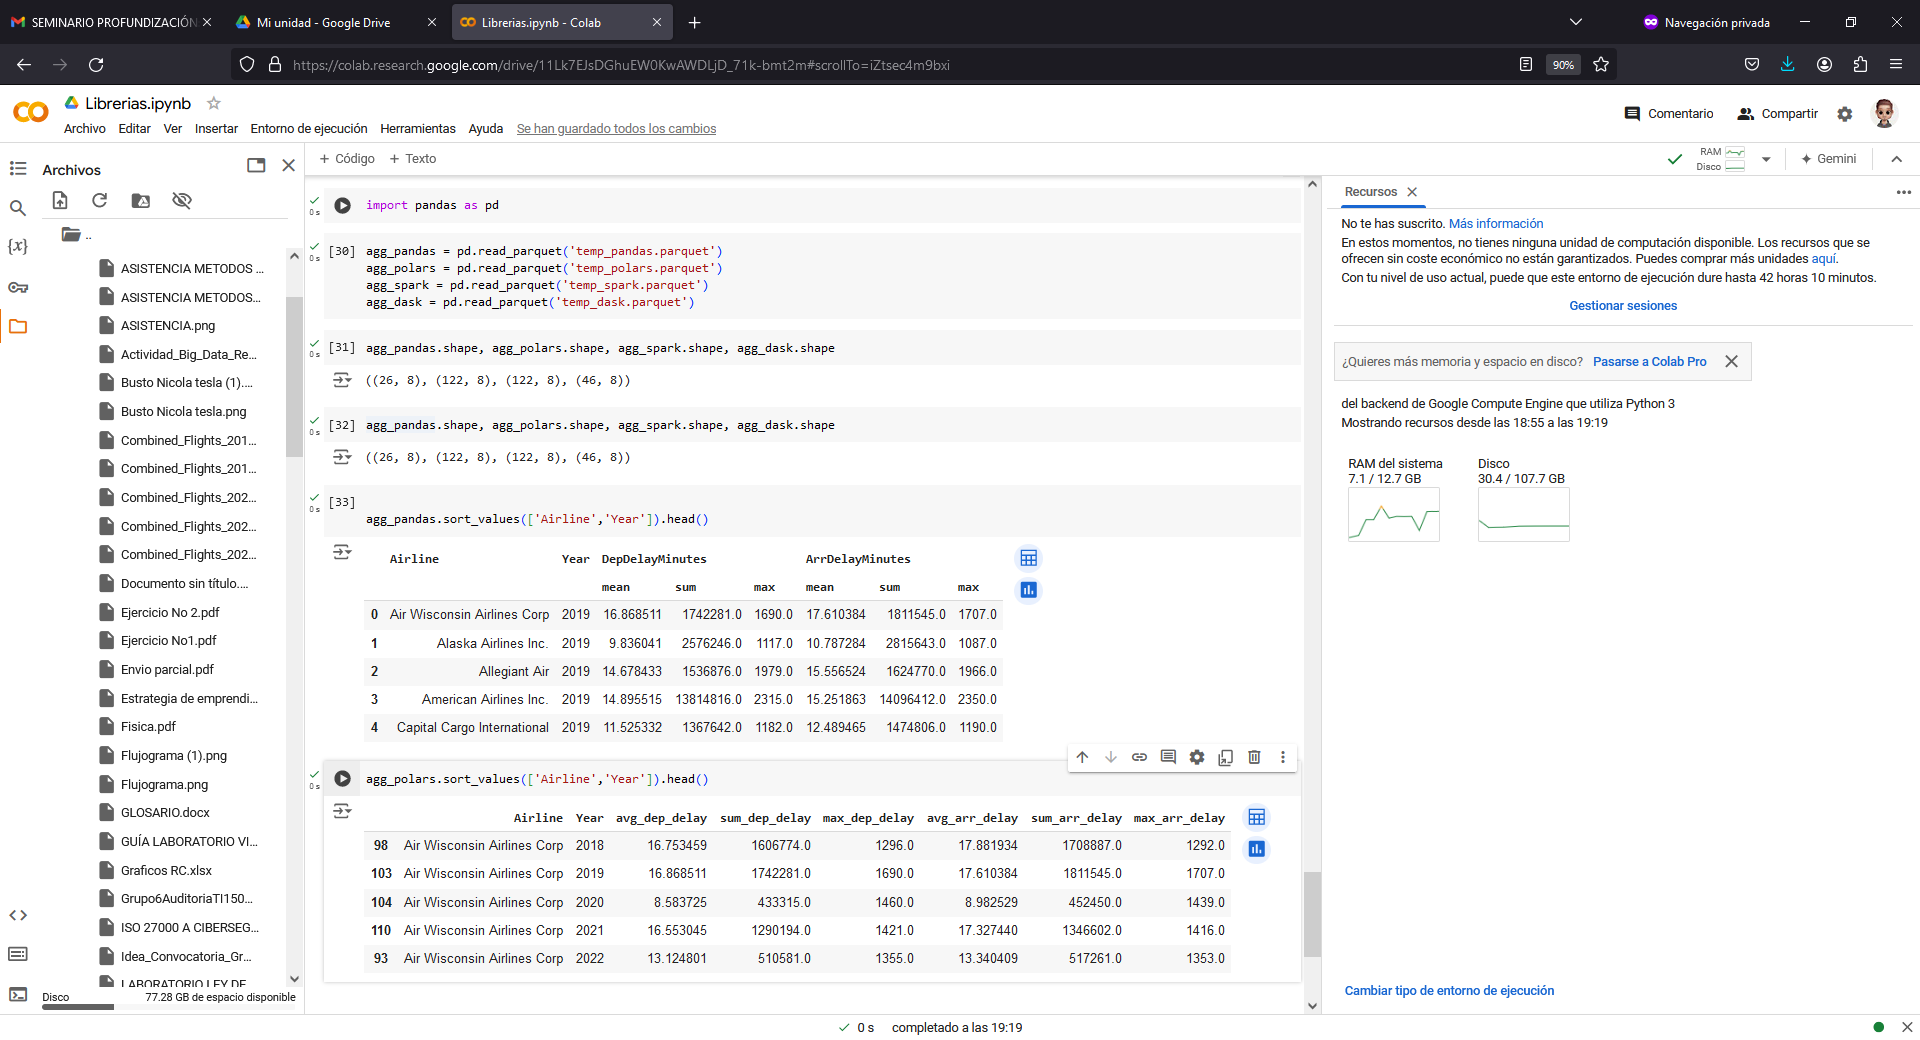 SEMINARIO PROFUNDIZACIÓN
Mi unidad - Google Drive
Librerias.ipynb - Colab
Navegación privada
https://colab.research.google.com/drive/11Lk7EJsDGhuEW0KwAWDLjD_71k-bmt2m#scrollTo=iZtsec4m9bxi
90%
Librerias.ipynb
Archivo Editar Ver Insertar Entorno de ejecución Herramientas Ayuda Se han guardado todos los cambios
Comentario Compartir
Archivos
+ Código + Texto
RAM
Disco
Gemini
..
ASISTENCIA METODOS ...
ASISTENCIA METODOS...
ASISTENCIA.png
Actividad_Big_Data_Re...
Busto Nicola tesla (1)....
Busto Nicola tesla.png
Combined_Flights_201...
Combined_Flights_201...
Combined_Flights_202...
Combined_Flights_202...
Combined_Flights_202...
Documento sin título....
Ejercicio No 2.pdf
Ejercicio No1.pdf
Envio parcial.pdf
Estrategia de emprendi...
Fisica.pdf
Flujograma (1).png
Flujograma.png
GLOSARIO.docx
GUÍA LABORATORIO VI...
Graficos RC.xlsx
Grupo6AuditoriaTI150...
ISO 27000 A CIBERSEG...
Idea_Convocatoria_Gr...
LABORATORIO LEY DE
Disco 77.28 GB de espacio disponible
0 s
import pandas as pd
0 s
[30] agg_pandas = pd.read_parquet('temp_pandas.parquet')
agg_polars = pd.read_parquet('temp_polars.parquet')
agg_spark = pd.read_parquet('temp_spark.parquet')
agg_dask = pd.read_parquet('temp_dask.parquet')
0 s
[31] agg_pandas.shape, agg_polars.shape, agg_spark.shape, agg_dask.shape
((26, 8), (122, 8), (122, 8), (46, 8))
0 s
[32] agg_pandas.shape, agg_polars.shape, agg_spark.shape, agg_dask.shape
((26, 8), (122, 8), (122, 8), (46, 8))
0 s
[33]
agg_pandas.sort_values(['Airline','Year']).head()
Airline Year DepDelayMinutes ArrDelayMinutes
mean sum max mean sum max
0 Air Wisconsin Airlines Corp 2019 16.868511 1742281.0 1690.0 17.610384 1811545.0 1707.0
1 Alaska Airlines Inc. 2019 9.836041 2576246.0 1117.0 10.787284 2815643.0 1087.0
2 Allegiant Air 2019 14.678433 1536876.0 1979.0 15.556524 1624770.0 1966.0
3 American Airlines Inc. 2019 14.895515 13814816.0 2315.0 15.251863 14096412.0 2350.0
4 Capital Cargo International 2019 11.525332 1367642.0 1182.0 12.489465 1474806.0 1190.0
0 s
agg_polars.sort_values(['Airline','Year']).head()
Airline Year avg_dep_delay sum_dep_delay max_dep_delay avg_arr_delay sum_arr_delay max_arr_delay
98 Air Wisconsin Airlines Corp 2018 16.753459 1606774.0 1296.0 17.881934 1708887.0 1292.0
103 Air Wisconsin Airlines Corp 2019 16.868511 1742281.0 1690.0 17.610384 1811545.0 1707.0
104 Air Wisconsin Airlines Corp 2020 8.583725 433315.0 1460.0 8.982529 452450.0 1439.0
110 Air Wisconsin Airlines Corp 2021 16.553045 1290194.0 1421.0 17.327440 1346602.0 1416.0
93 Air Wisconsin Airlines Corp 2022 13.124801 510581.0 1355.0 13.340409 517261.0 1353.0
Recursos
No te has suscrito. Más información
En estos momentos, no tienes ninguna unidad de computación disponible. Los recursos que se
ofrecen sin coste económico no están garantizados. Puedes comprar más unidades aquí.
Con tu nivel de uso actual, puede que este entorno de ejecución dure hasta 42 horas 10 minutos.
Gestionar sesiones
¿Quieres más memoria y espacio en disco? Pasarse a Colab Pro
del backend de Google Compute Engine que utiliza Python 3
Mostrando recursos desde las 18:55 a las 19:19
RAM del sistema
7.1 / 12.7 GB
Disco
30.4 / 107.7 GB
Cambiar tipo de entorno de ejecución
0 s completado a las 19:19